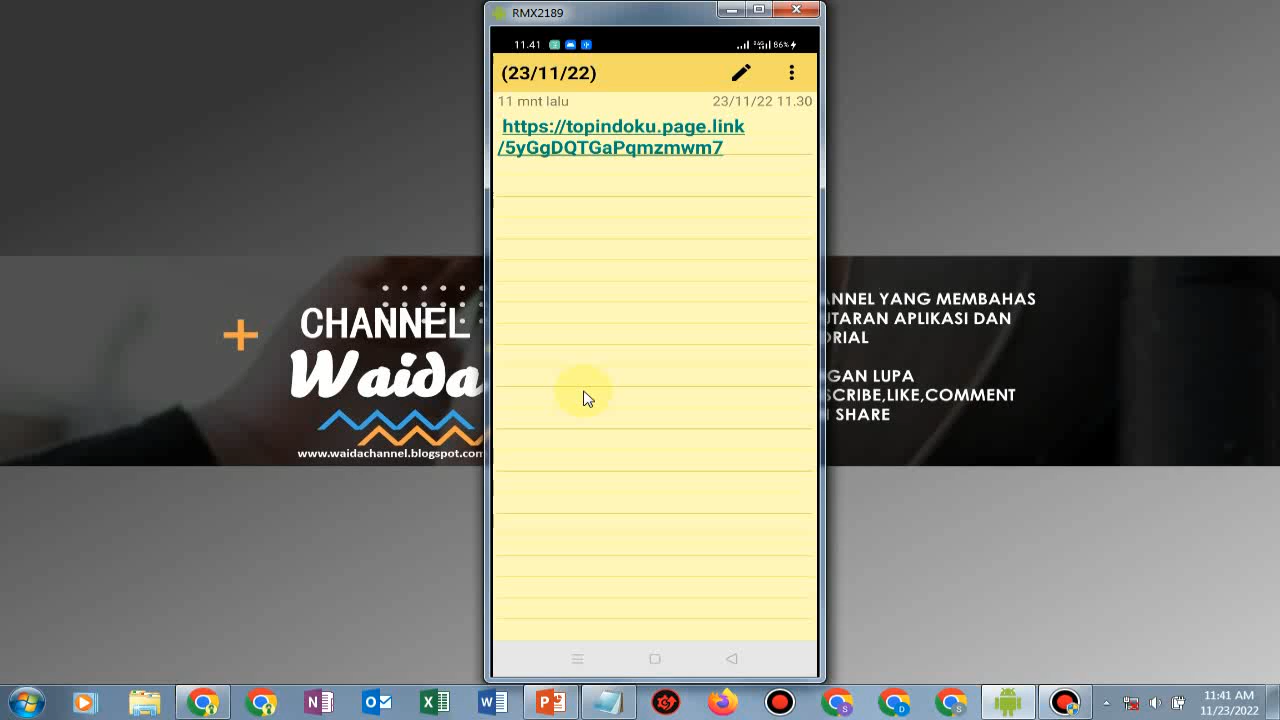 RMX2189
11.41
86%
(23/11/22)
11 mnt lalu
23/11/22 11.30
https://topindoku.page.link
/5yGgDQTGaPqmzmwm7
CHANNEL
Waida
www.waidachannel.blogspot.com
ANNEL YANG MEMBAHAS
UTARAN APLIKASI DAN
ORIAL
GAN LUPA
SCRIBE,LIKE,COMMENT
SHARE
11:41 AM
11/23/2022